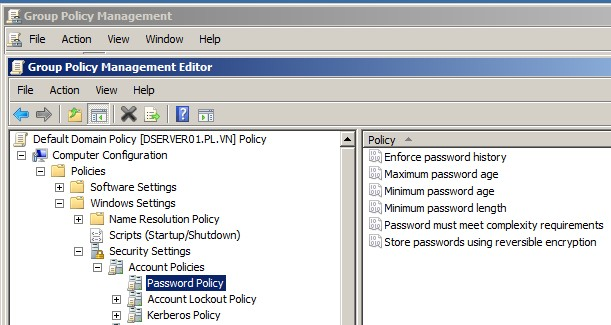 Group Policy Management
File Action View Window Help
Group Policy Management Editor
File Action View Help
Default Domain Policy [DSERVER01.PL.VN] Policy
Computer Configuration
Policies
Software Settings
Windows Settings
Name Resolution Policy
Scripts (Startup/Shutdown)
Security Settings
Account Policies
Password Policy
Account Lockout Policy
Kerberos Policy
Policy
Enforce password history
Maximum password age
Minimum password age
Minimum password length
Password must meet complexity requirements
Store passwords using reversible encryption